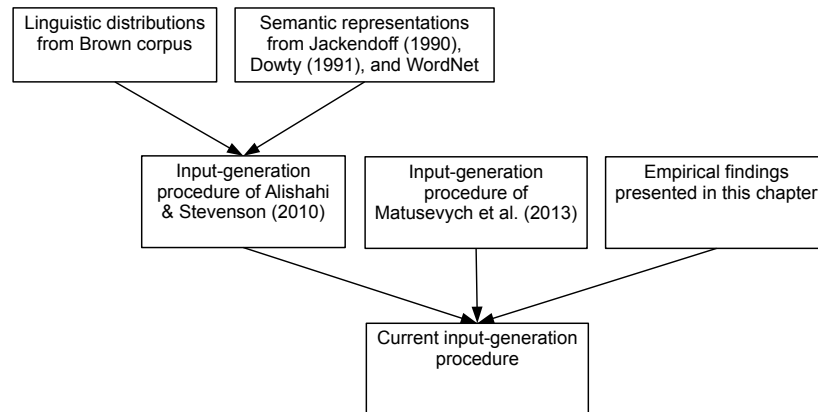 Linguistic distributions
from Brown corpus
Semantic representations
from Jackendoff (1990),
Dowty (1991), and WordNet
Input-generation
procedure of Alishahi
& Stevenson (2010)
Input-generation
procedure of
Matusevych et al. (2013)
Empirical findings
presented in this chapter
Current input-generation
procedure